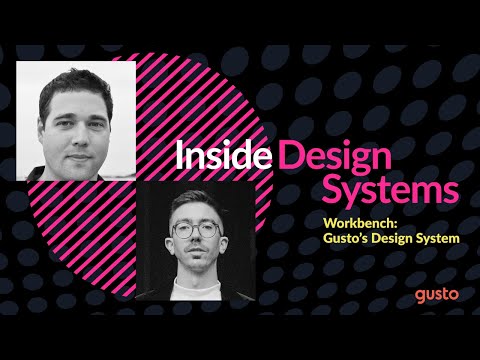 Inside Design
Systems
Workbench:
Gusto's Design System
gusto